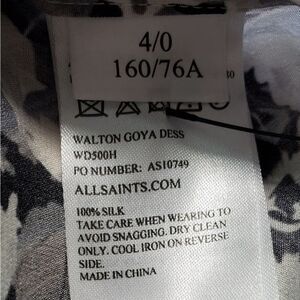 4/0
160/76A
80
WALTON GOYA DESS
WD500H
PO NUMBER: AS10749
ALLSAINTS.COM
100% SILK
TAKE CARE WHEN WEARING TO
AVOID SNAGGING. DRY CLEAN
ONLY. COOL IRON ON REVERSE
SIDE.
MADE IN CHINA